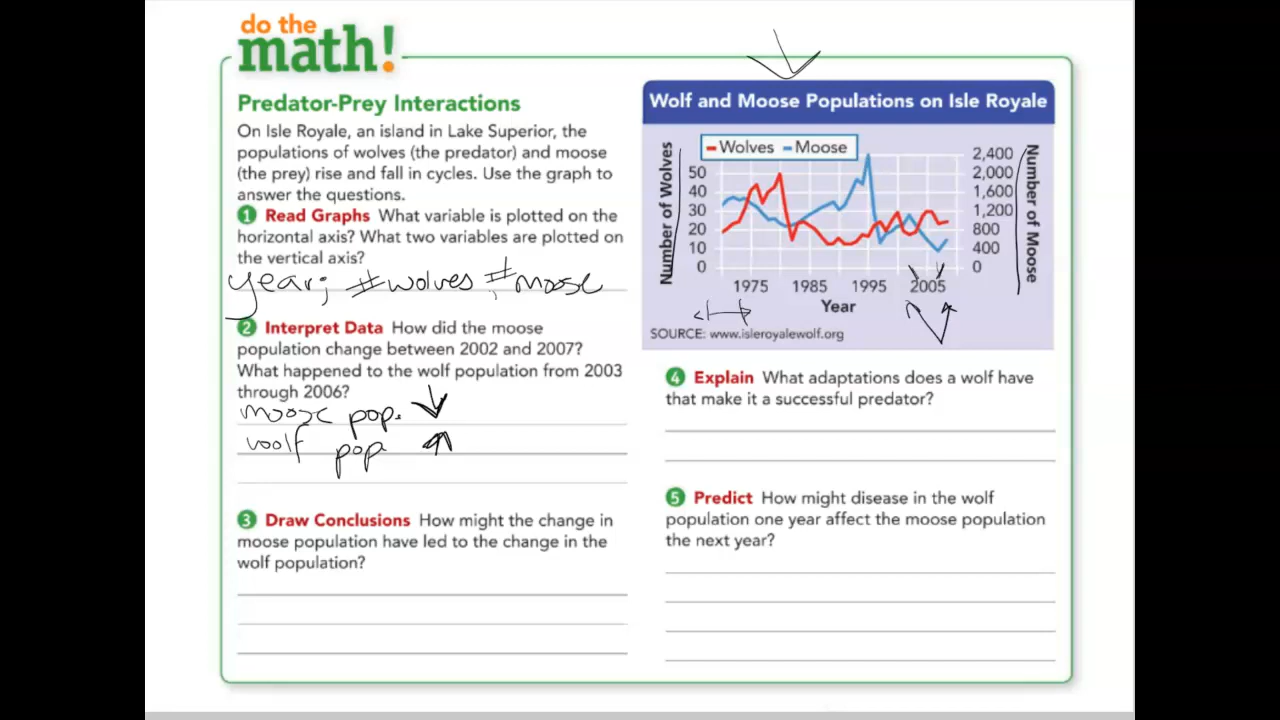 do the
math!
Predator-Prey Interactions
On Isle Royale, an island in Lake Superior, the
populations of wolves (the predator) and moose
(the prey) rise and fall in cycles. Use the graph to
answer the questions.
1 Read Graphs What variable is plotted on the
horizontal axis? What two variables are plotted on
the vertical axis?
year; #wolves, #moose
2 Interpret Data How did the moose
population change between 2002 and 2007?
What happened to the wolf population from 2003
through 2006?
moose pop. ↓
wolf pop ↑
3 Draw Conclusions How might the change in
moose population have led to the change in the
wolf population?
Wolf and Moose Populations on Isle Royale
Wolves Moose
Number of Wolves
50
40
30
20
10
0
2,400
2,000
1,600
1,200
800
400
0
Number of Moose
1975 1985 1995 2005
Year
SOURCE: www.isleroyalewolf.org
4 Explain What adaptations does a wolf have
that make it a successful predator?
5 Predict How might disease in the wolf
population one year affect the moose population
the next year?